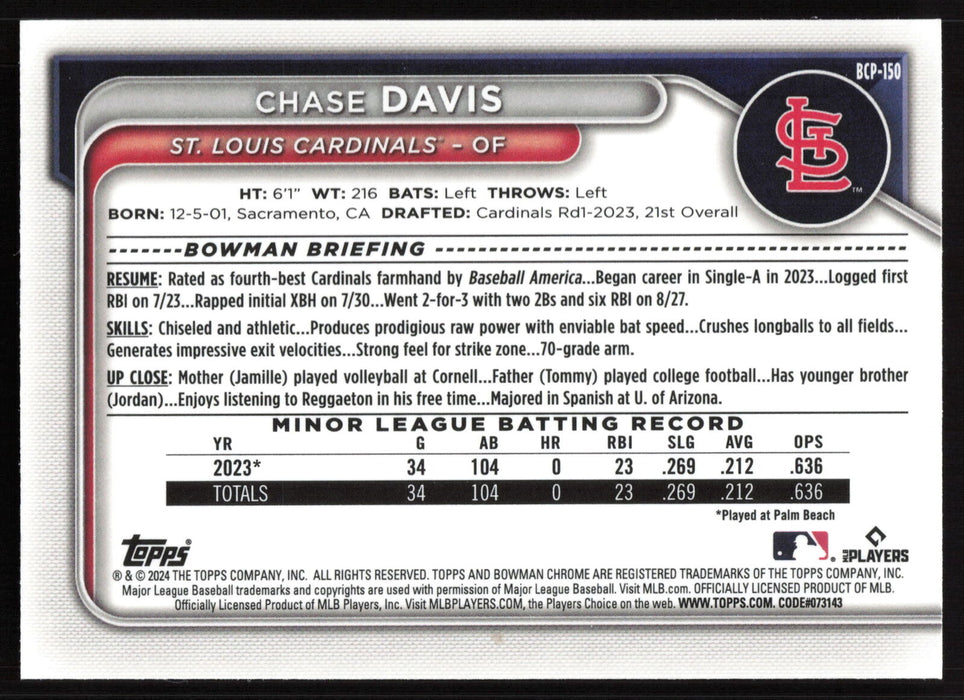 BCP-150
CHASE DAVIS
STL
™
ST. LOUIS CARDINALS™ – OF
HT: 6'1" WT: 216 BATS: Left THROWS: Left
BORN: 12-5-01, Sacramento, CA DRAFTED: Cardinals Rd1-2023, 21st Overall
BOWMAN BRIEFING
RESUME: Rated as fourth-best Cardinals farmhand by Baseball America...Began career in Single-A in 2023...Logged first
RBI on 7/23...Rapped initial XBH on 7/30...Went 2-for-3 with two 2Bs and six RBI on 8/27.
SKILLS: Chiseled and athletic...Produces prodigious raw power with enviable bat speed...Crushes longballs to all fields...
Generates impressive exit velocities...Strong feel for strike zone...70-grade arm.
UP CLOSE: Mother (Jamille) played volleyball at Cornell...Father (Tommy) played college football...Has younger brother
(Jordan)...Enjoys listening to Reggaeton in his free time...Majored in Spanish at U. of Arizona.
MINOR LEAGUE BATTING RECORD
YR G AB HR RBI SLG AVG OPS
2023* 34 104 0 23 .269 .212 .636
TOTALS 34 104 0 23 .269 .212 .636
*Played at Palm Beach
Topps®
® MLB PLAYERS
® & © 2024 THE TOPPS COMPANY, INC. ALL RIGHTS RESERVED. TOPPS AND BOWMAN CHROME ARE REGISTERED TRADEMARKS OF THE TOPPS COMPANY, INC.
Major League Baseball trademarks and copyrights are used with permission of Major League Baseball. Visit MLB.com. OFFICIALLY LICENSED PRODUCT OF MLB.
Officially Licensed Product of MLB Players, Inc. Visit MLBPLAYERS.COM, the Players Choice on the web. WWW.TOPPS.COM. CODE#073143